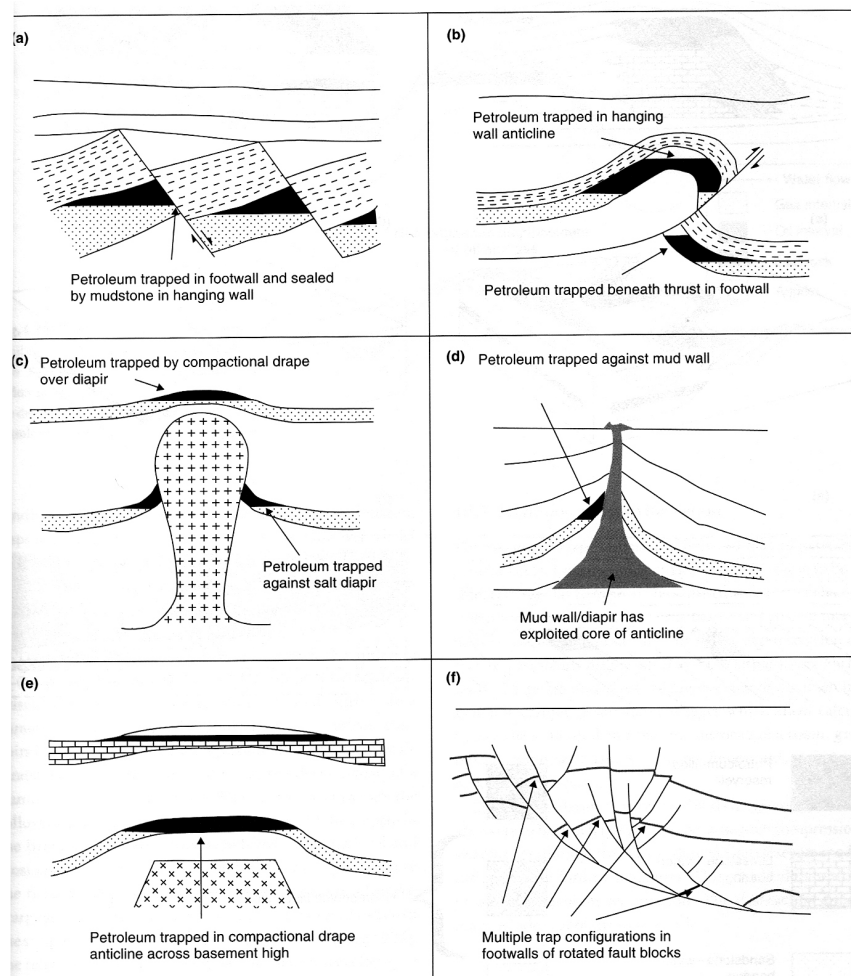 (a)
Petroleum trapped in footwall and sealed
by mudstone in hanging wall
(b)
Petroleum trapped in hanging
wall anticline
Petroleum trapped beneath thrust in footwall
(c)
Petroleum trapped by compactional drape
over diapir
Petroleum trapped
against salt diapir
(d)
Petroleum trapped against mud wall
Mud wall/diapir has
exploited core of anticline
(e)
Petroleum trapped in compactional drape
anticline across basement high
(f)
Multiple trap configurations in
footwalls of rotated fault blocks